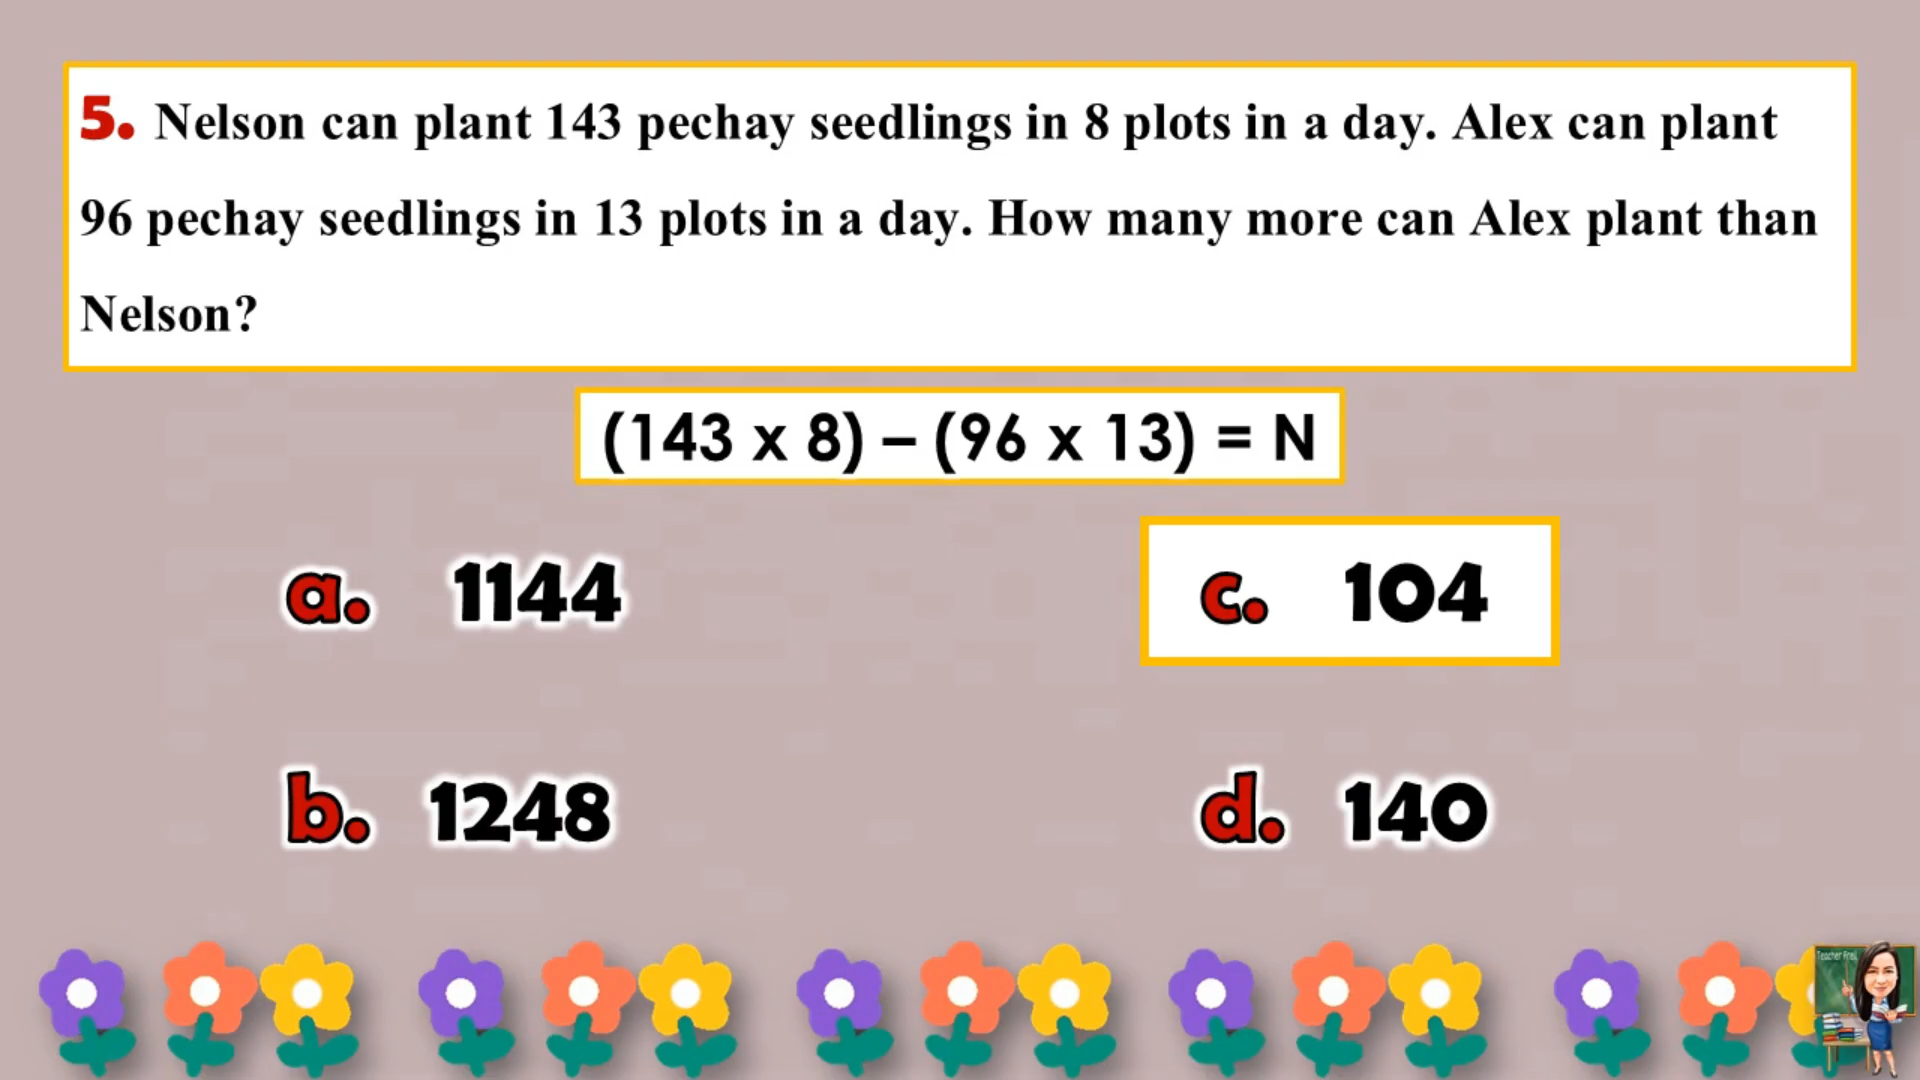 5. Nelson can plant 143 pechay seedlings in 8 plots in a day. Alex can plant
96 pechay seedlings in 13 plots in a day. How many more can Alex plant than
Nelson?
(143 x 8) – (96 x 13) = N
a. 1144
c. 104
b. 1248
d. 140